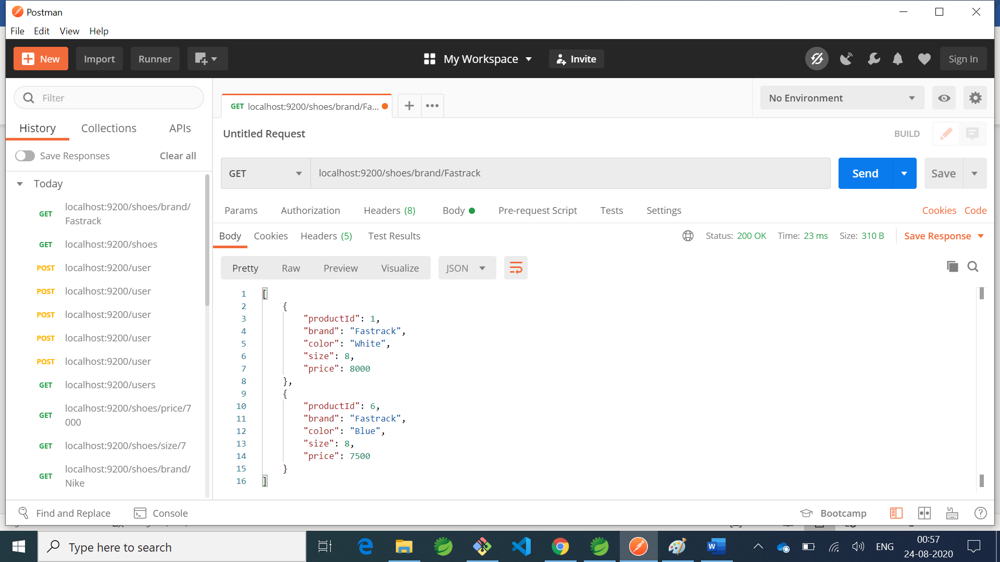 Postman
File Edit View Help
New Import Runner My Workspace Invite Sign In
Filter
History Collections APIs
Save Responses Clear all
Today
GET localhost:9200/shoes/brand/
Fastrack
GET localhost:9200/shoes
POST localhost:9200/user
POST localhost:9200/user
POST localhost:9200/user
POST localhost:9200/user
POST localhost:9200/user
GET localhost:9200/users
GET localhost:9200/shoes/price/7
000
GET localhost:9200/shoes/size/7
GET localhost:9200/shoes/brand/
Nike
GET localhost:9200/shoes/brand/Fa...
No Environment
Untitled Request BUILD
GET localhost:9200/shoes/brand/Fastrack Send Save
Params Authorization Headers (8) Body Pre-request Script Tests Settings Cookies Code
Body Cookies Headers (5) Test Results Status: 200 OK Time: 23 ms Size: 310 B Save Response
Pretty Raw Preview Visualize JSON
1 [
2 {
3 "productId": 1,
4 "brand": "Fastrack",
5 "color": "White",
6 "size": 8,
7 "price": 8000
8 },
9 {
10 "productId": 6,
11 "brand": "Fastrack",
12 "color": "Blue",
13 "size": 8,
14 "price": 7500
15 }
16 ]
Find and Replace Console Bootcamp
Type here to search
ENG
00:57
24-08-2020